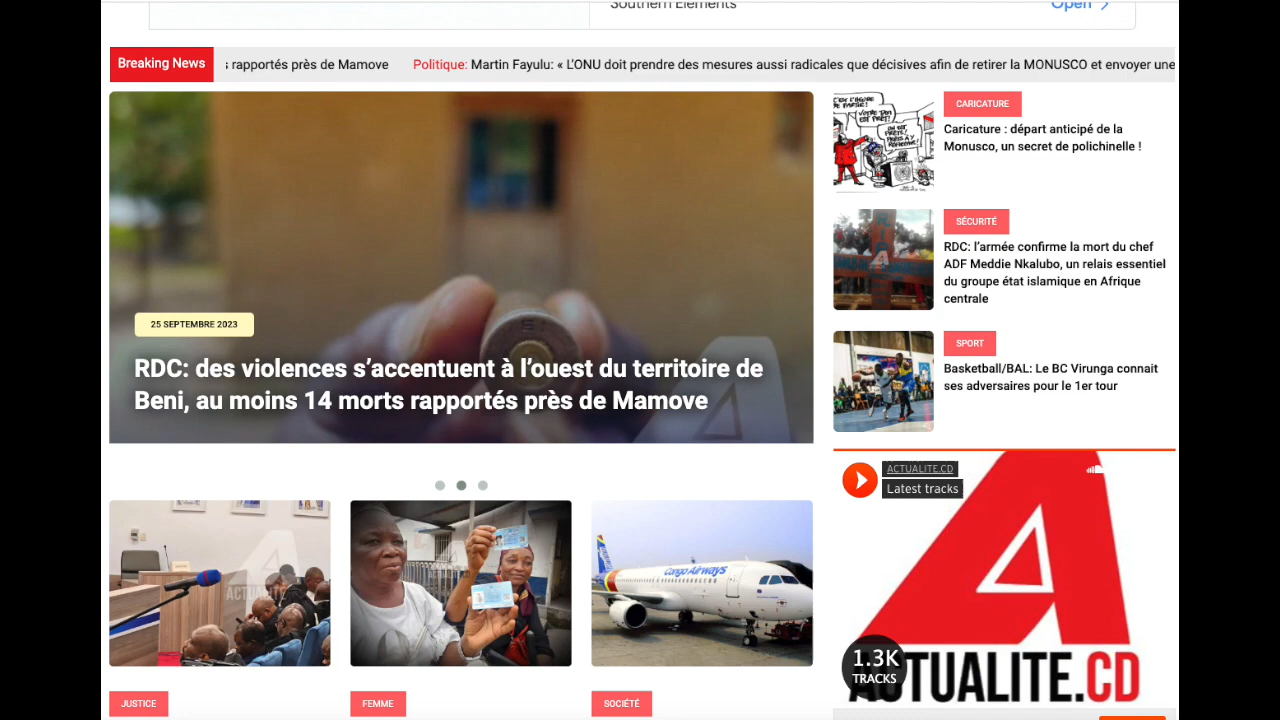 Southern Elements
Open
Breaking News
s rapportés près de Mamove
Politique: Martin Fayulu: « L'ONU doit prendre des mesures aussi radicales que décisives afin de retirer la MONUSCO et envoyer une
25 SEPTEMBRE 2023
RDC: des violences s'accentuent à l'ouest du territoire de
Beni, au moins 14 morts rapportés près de Mamove
CARICATURE
Caricature : départ anticipé de la
Monusco, un secret de polichinelle !
SÉCURITÉ
RDC: l'armée confirme la mort du chef
ADF Meddie Nkalubo, un relais essentiel
du groupe état islamique en Afrique
centrale
SPORT
Basketball/BAL: Le BC Virunga connait
ses adversaires pour le 1er tour
ACTUALITE.CD
Latest tracks
1.3K
TRACKS
ACTUALITE.CD
ACTUALITE
Congo Airways
JUSTICE
FEMME
SOCIÉTÉ